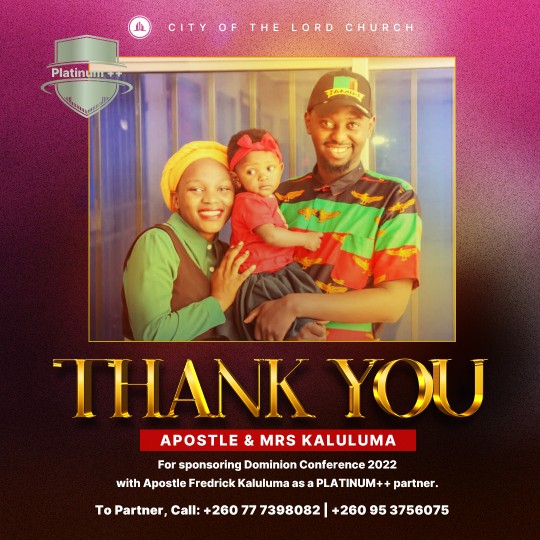 CITY OF THE LORD CHURCH
Platinum ++
ZAMBIA
THANK YOU
APOSTLE & MRS KALULUMA
For sponsoring Dominion Conference 2022
with Apostle Fredrick Kaluluma as a PLATINUM++ partner.
To Partner, Call: +260 77 7398082 | +260 95 3756075